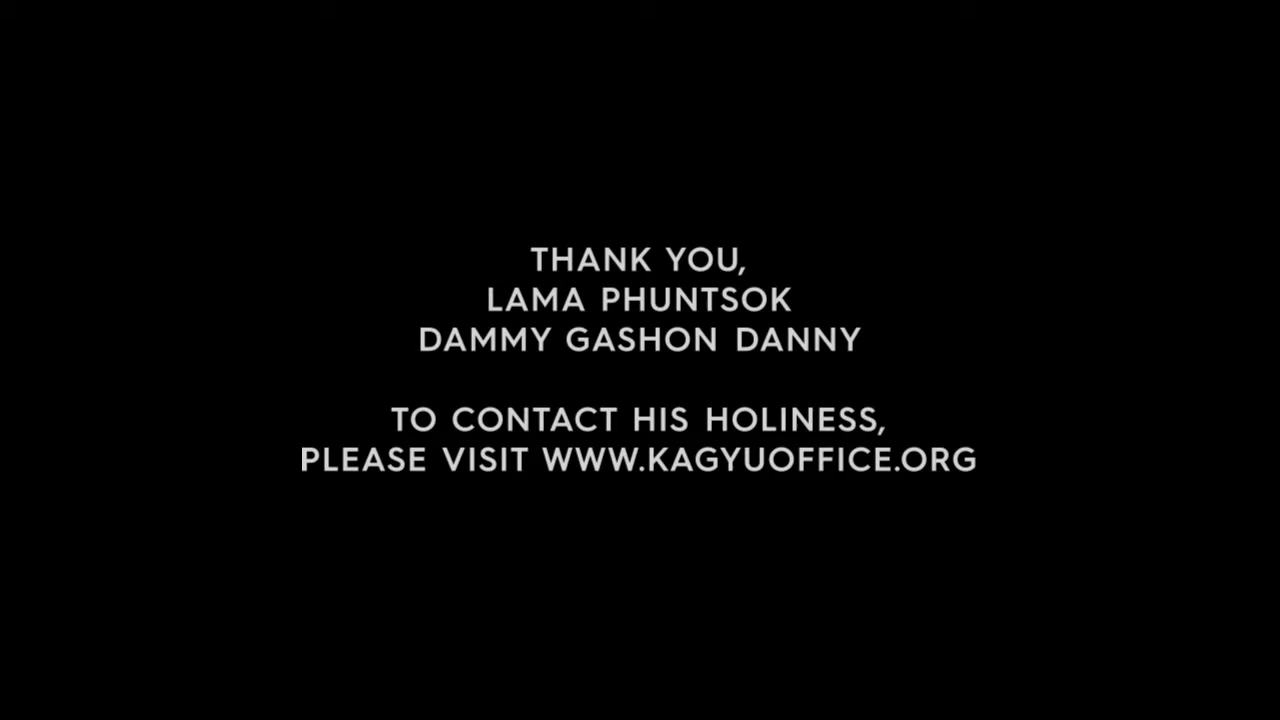 THANK YOU,
LAMA PHUNTSOK
DAMMY GASHON DANNY
TO CONTACT HIS HOLINESS,
PLEASE VISIT WWW.KAGYUOFFICE.ORG